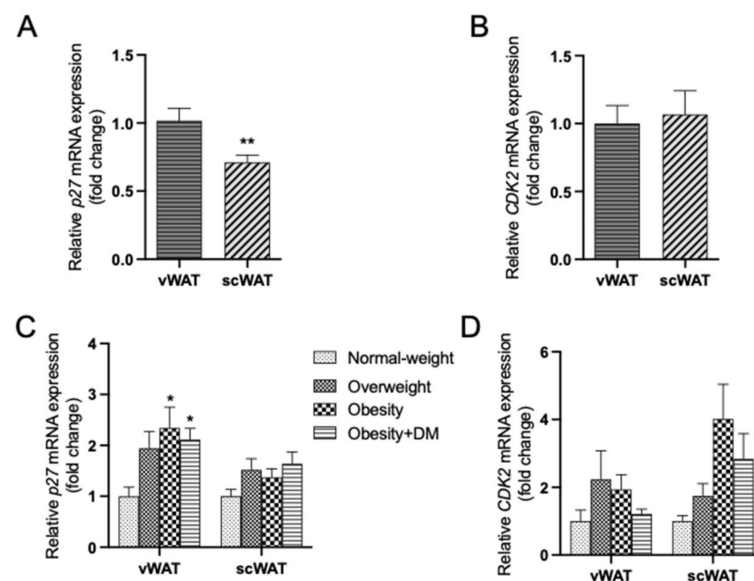 A
Relative p27 mRNA expression
(fold change)
1.5
1.0
0.5
0.0
**
vWAT
scWAT
B
Relative CDK2 mRNA expression
(fold change)
1.5
1.0
0.5
0.0
vWAT
scWAT
C
Relative p27 mRNA expression
(fold change)
4
3
2
1
0
*
*
vWAT
scWAT
Normal-weight
Overweight
Obesity
Obesity+DM
D
Relative CDK2 mRNA expression
(fold change)
6
4
2
0
vWAT
scWAT